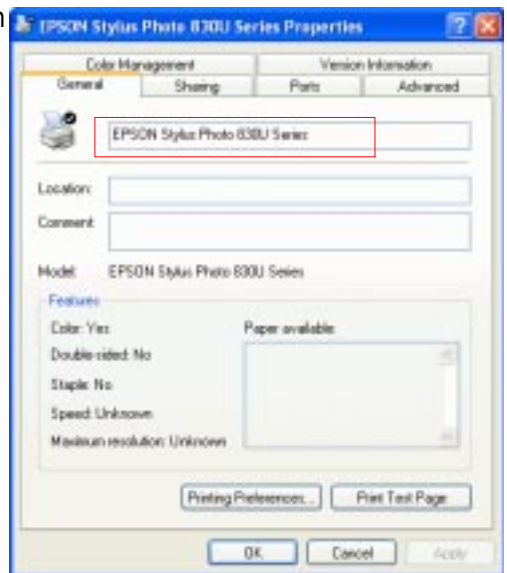 n
EPSON Stylus Photo 830U Series Properties
Color Management Version Information
General Sharing Ports Advanced
EPSON Stylus Photo 830U Series
Location:
Comment:
Model: EPSON Stylus Photo 830U Series
Features
Color: Yes Paper available:
Double-sided: No
Staple: No
Speed: Unknown
Maximum resolution: Unknown
Printing Preferences... Print Test Page
OK Cancel Apply